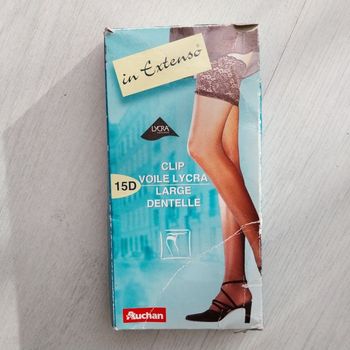 in Extenso
LYCRA
CLIP
VOILE LYCRA
15D
LARGE
DENTELLE
Auchan